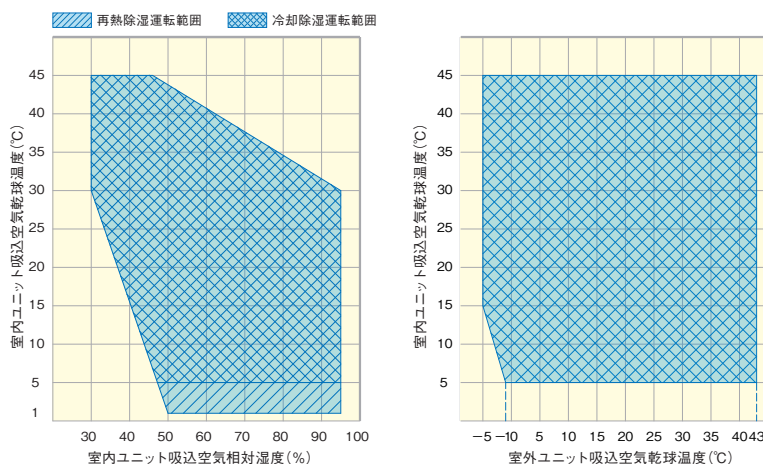 再熱除湿運転範囲 冷却除湿運転範囲
室内ユニット吸込空気乾球温度(℃)
45
40
35
30
25
20
15
10
5
1
30 40 50 60 70 80 90 100
室内ユニット吸込空気相対湿度(%)
室内ユニット吸込空気乾球温度(℃)
45
40
35
30
25
20
15
10
5
−5 −10 5 10 15 20 25 30 35 40 43
室外ユニット吸込空気乾球温度(℃)